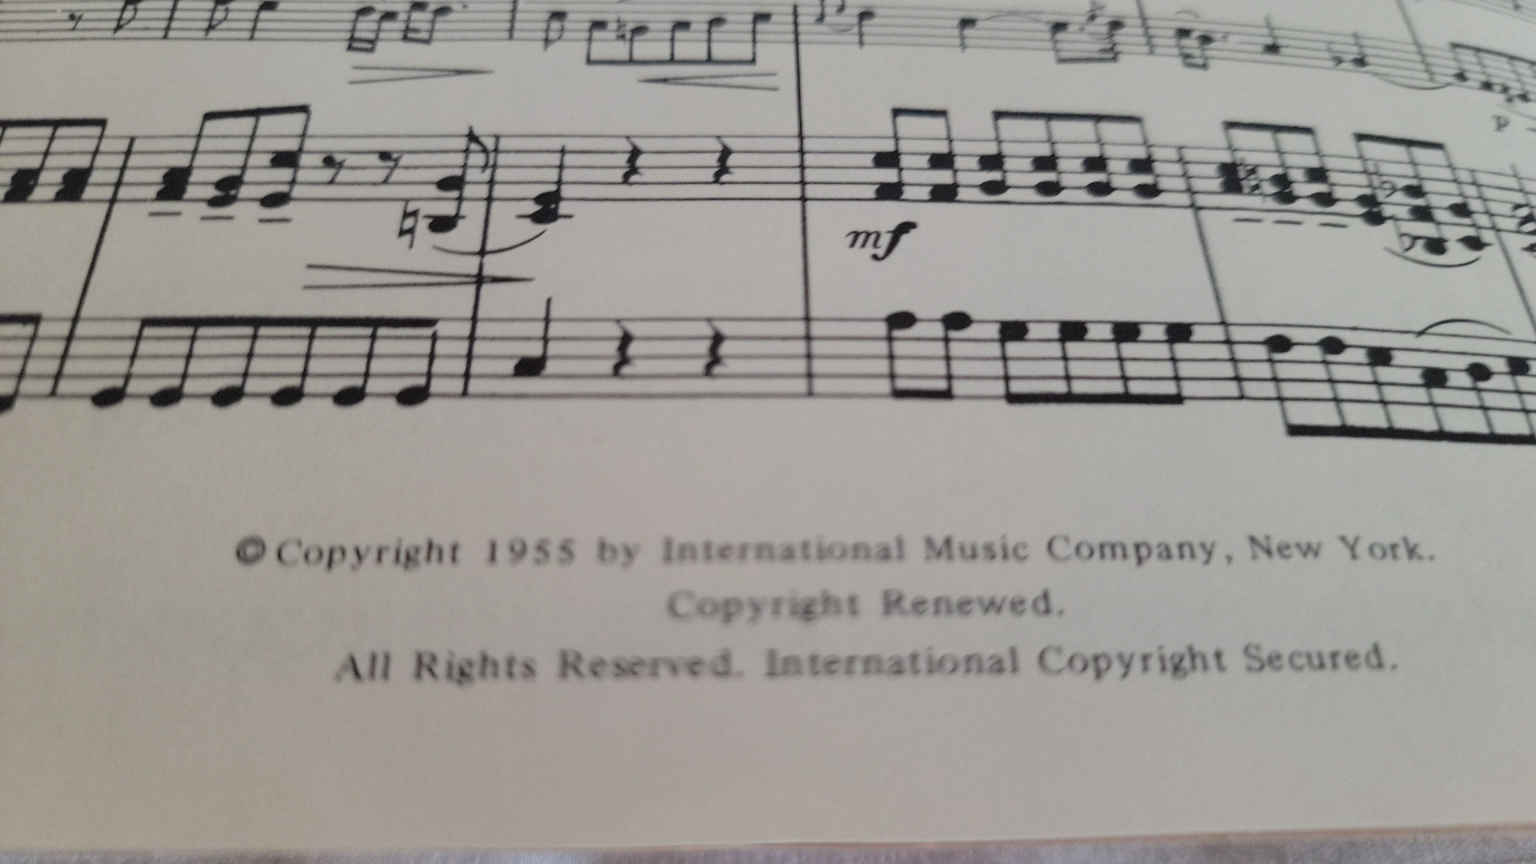 p
mf
© Copyright 1955 by International Music Company, New York.
Copyright Renewed.
All Rights Reserved. International Copyright Secured.